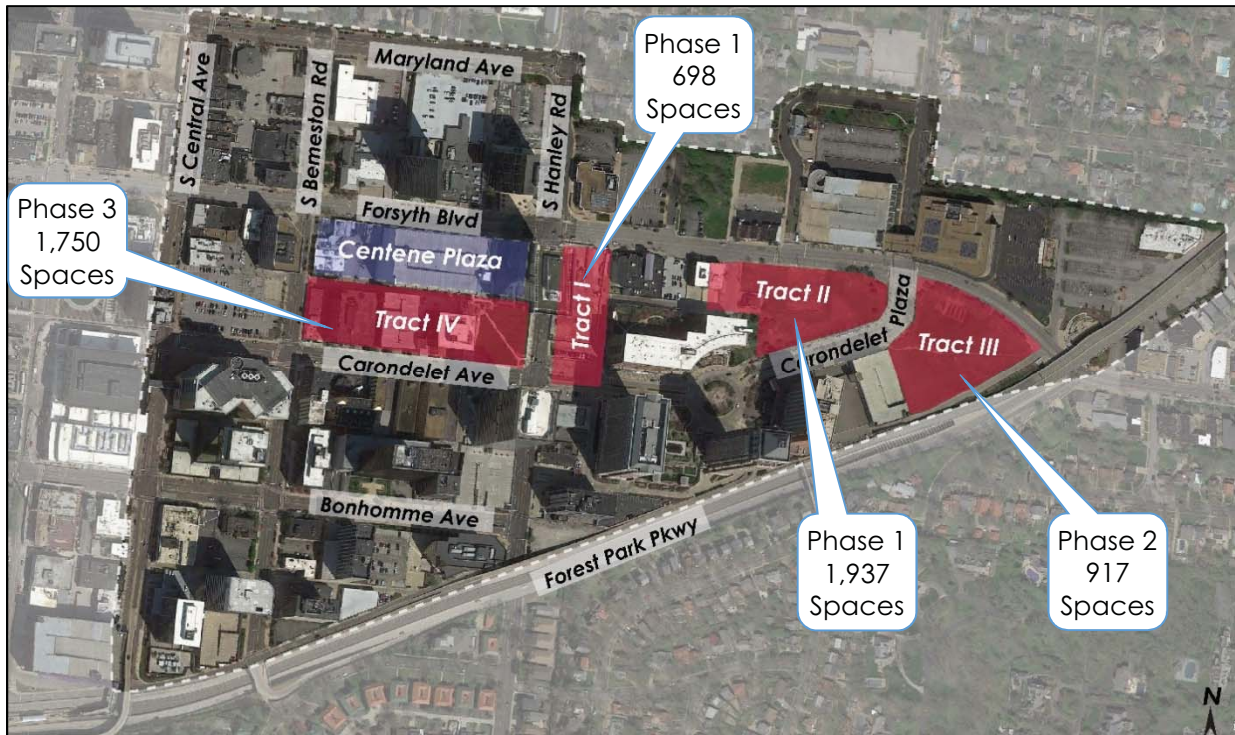 Phase 1
698
Spaces
Maryland Ave
S Central Ave
S Bemeston Rd
S Hanley Rd
Phase 3
1,750
Spaces
Forsyth Blvd
Centene Plaza
Tract I
Tract II
Tract IV
Carondelet Plaza
Tract III
Carondelet Ave
Bonhomme Ave
Forest Park Pkwy
Phase 1
1,937
Spaces
Phase 2
917
Spaces
N